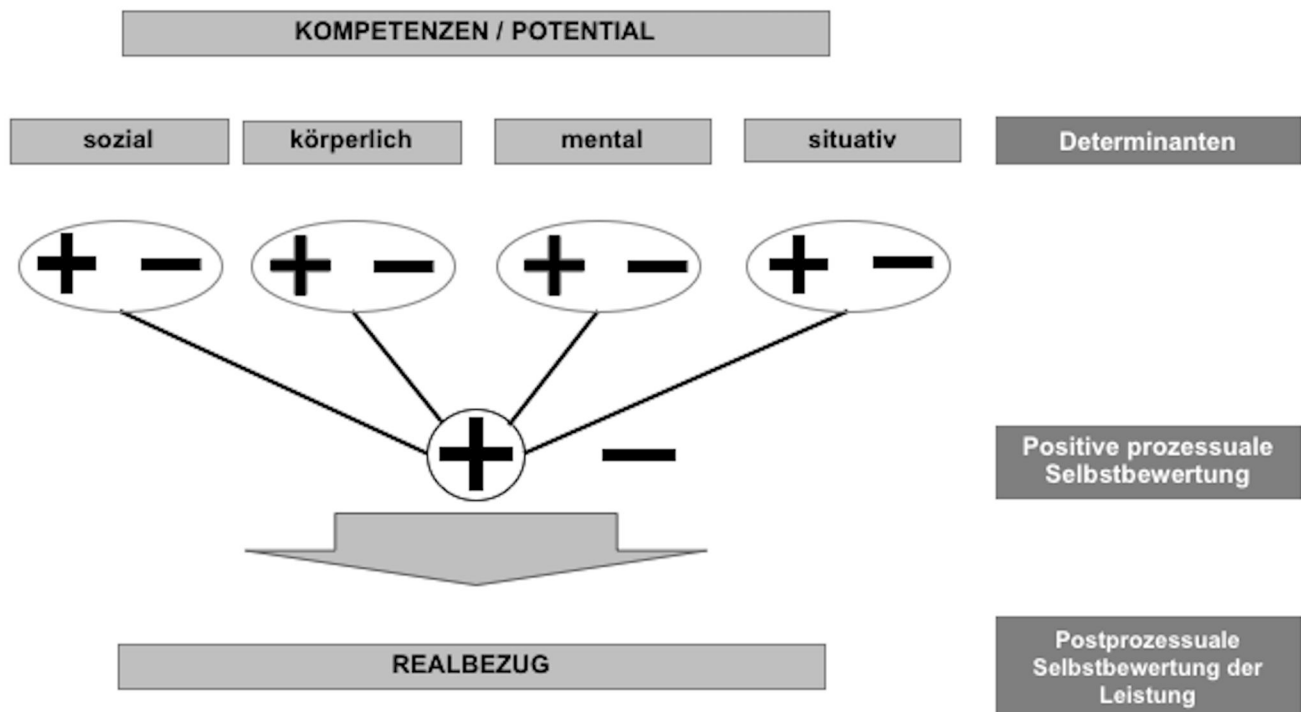 KOMPETENZEN / POTENTIAL
sozial
körperlich
mental
situativ
Determinanten
+ −
+ −
+ −
+ −
+ −
Positive prozessuale
Selbstbewertung
REALBEZUG
Postprozessuale
Selbstbewertung der
Leistung